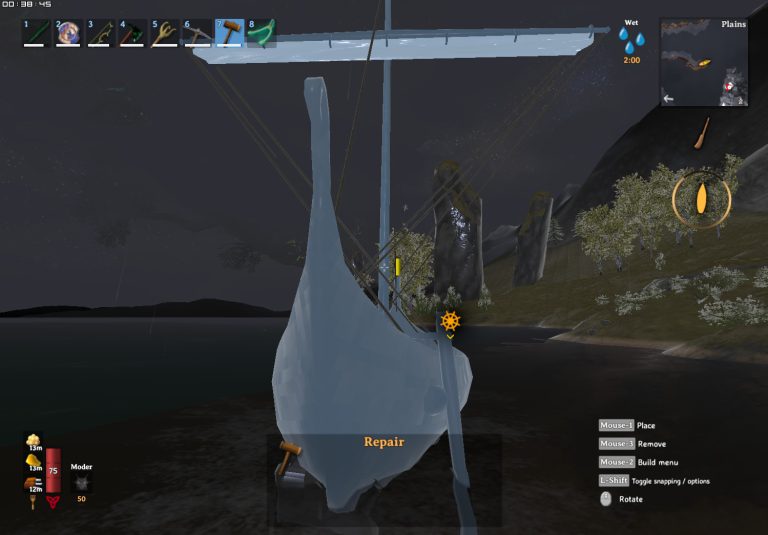 00:38:45
1 2 3 4 5 6 7 8
Wet
2:00
Plains
Repair
13m
13m
12m
75
Moder
50
Mouse-1 Place
Mouse-3 Remove
Mouse-2 Build menu
L-Shift Toggle snapping / options
Rotate